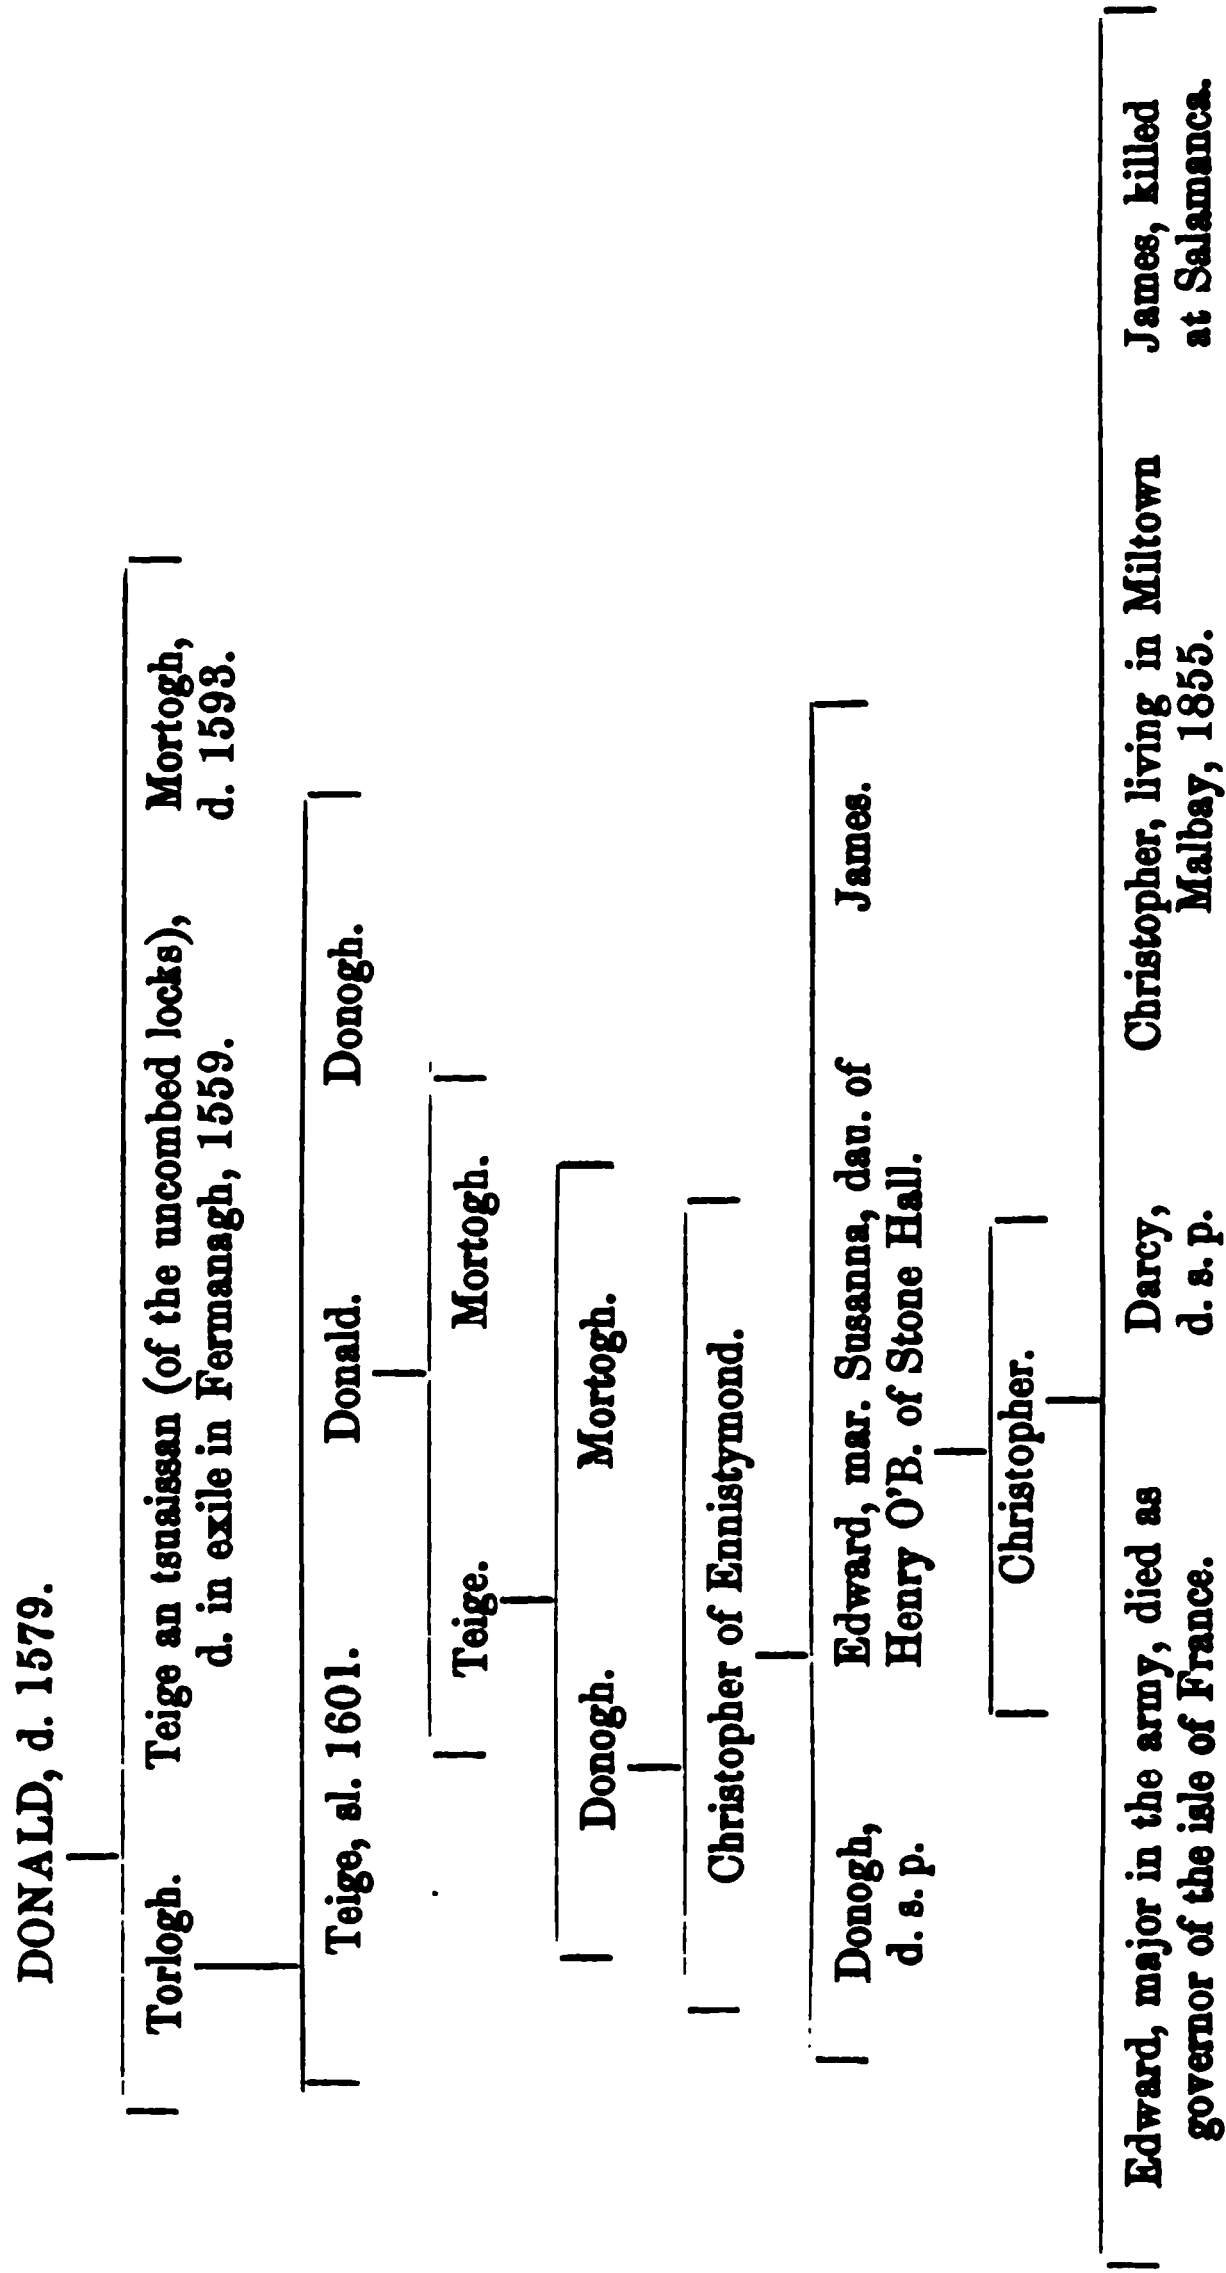 DONALD, d. 1579.
Torlogh.
Teige an tsuaissan (of the uncombed locks),
d. in exile in Fermanagh, 1559.
Mortogh,
d. 1593.
Teige, sl. 1601.
Donald.
Donogh.
Teige.
Mortogh.
Donogh.
Mortogh.
Christopher of Ennistymond.
Donogh,
d. s. p.
Edward, mar. Susanna, dau. of
Henry O'B. of Stone Hall.
James.
Christopher.
Edward, major in the army, died as
governor of the isle of France.
Darcy,
d. s. p.
Christopher, living in Miltown
Malbay, 1855.
James, killed
at Salamanca.